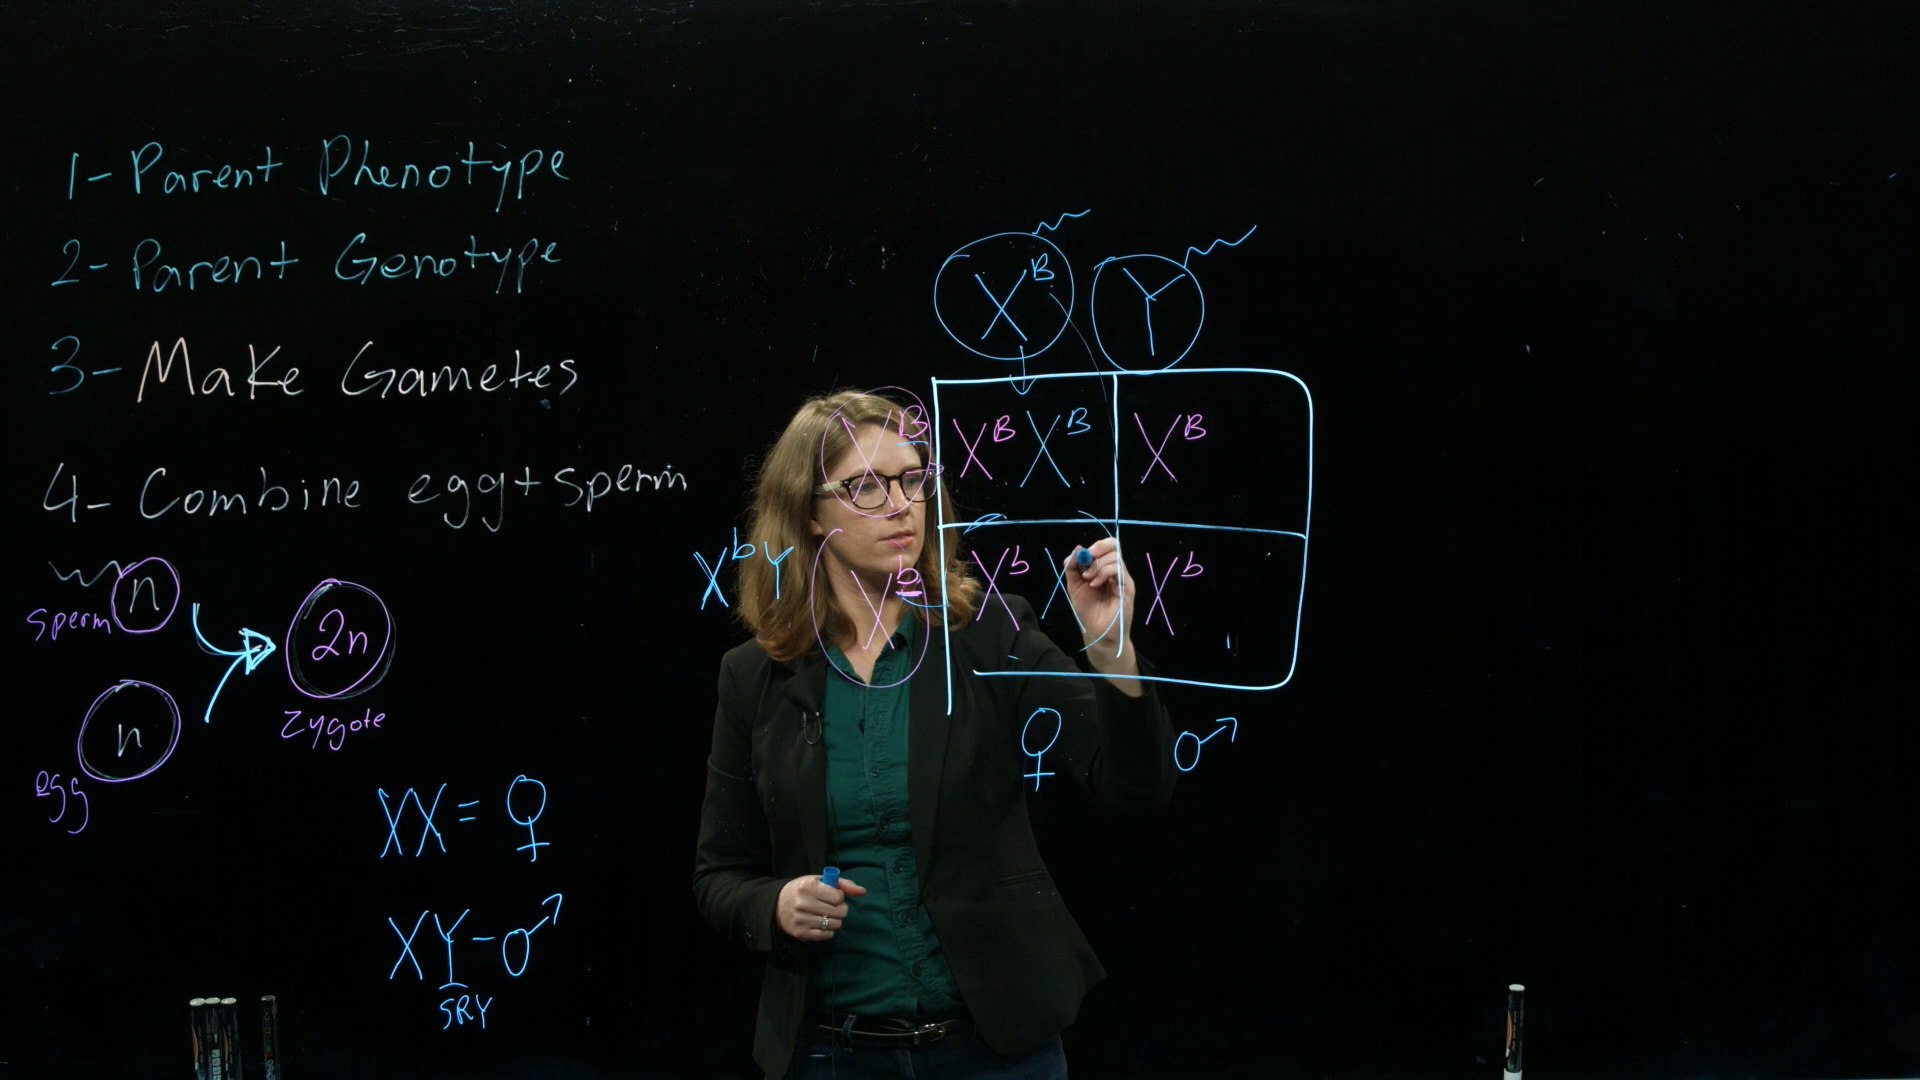 1- Parent Phenotype
2- Parent Genotype
3- Make Gametes
4- Combine egg + sperm
n
sperm
n
egg
2n
Zygote
XX = ♀
XY - ♂
SRY
X^B Y
X^B X^B X^B X^B
X^b Y X^b X^b X X^b
♀ ♂